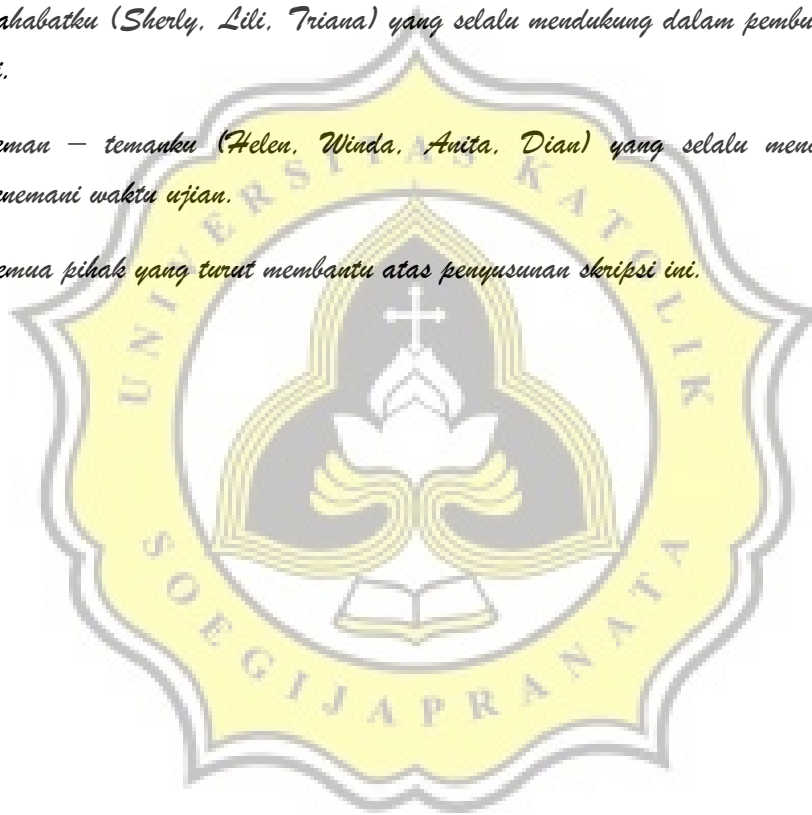 ahabatku (Sherly, Lili, Triana) yang selalu mendukung dalam pembu
i.
eman – temanku (Helen, Winda, Anita, Dian) yang selalu men
enemani waktu ujian.
emua pihak yang turut membantu atas penyusunan skripsi ini.
UNIVERSITAS KATOLIK
SOEGIJAPRANATA